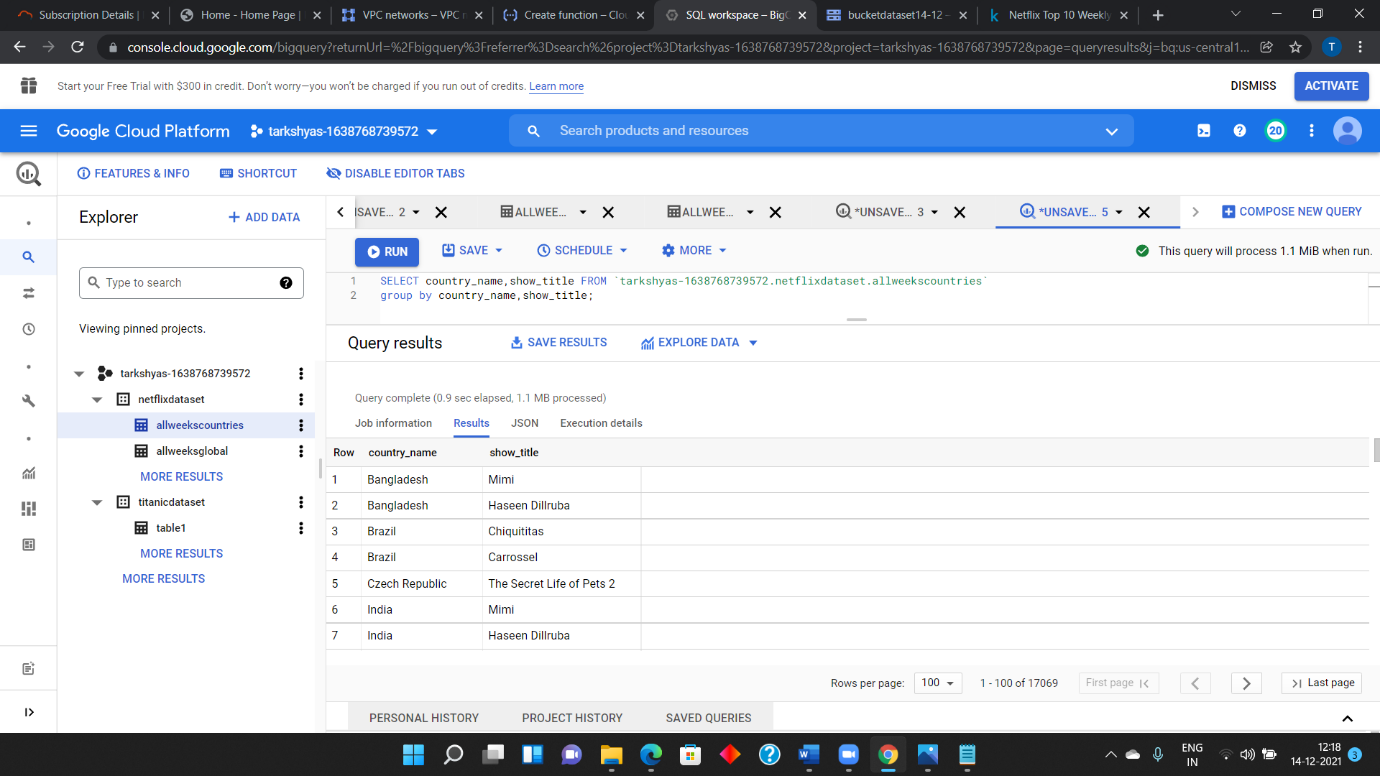 Subscription Details |
Home - Home Page |
VPC networks – VPC n
Create function – Clou
SQL workspace – BigQ
bucketdataset14-12 –
Netflix Top 10 Weekly
console.cloud.google.com/bigquery?returnUrl=%2Fbigquery%3Freferrer%3Dsearch%26project%3Dtarkshyas-1638768739572&project=tarkshyas-1638768739572&page=queryresults&j=bq:us-central1...
T
Start your Free Trial with $300 in credit. Don't worry—you won't be charged if you run out of credits. Learn more
DISMISS
ACTIVATE
Google Cloud Platform
tarkshyas-1638768739572
Search products and resources
20
FEATURES & INFO
SHORTCUT
DISABLE EDITOR TABS
Explorer
+ ADD DATA
ISAVE... 2
ALLWEE...
ALLWEE...
*UNSAVE... 3
*UNSAVE... 5
COMPOSE NEW QUERY
RUN
SAVE
SCHEDULE
MORE
This query will process 1.1 MiB when run.
Type to search
1 SELECT country_name,show_title FROM `tarkshyas-1638768739572.netflixdataset.allweekscountries`
2 group by country_name,show_title;
Viewing pinned projects.
tarkshyas-1638768739572
netflixdataset
allweekscountries
allweeksglobal
MORE RESULTS
titanicdataset
table1
MORE RESULTS
MORE RESULTS
Query results
SAVE RESULTS
EXPLORE DATA
Query complete (0.9 sec elapsed, 1.1 MB processed)
Job information
Results
JSON
Execution details
Row country_name show_title
1 Bangladesh Mimi
2 Bangladesh Haseen Dillruba
3 Brazil Chiquititas
4 Brazil Carrossel
5 Czech Republic The Secret Life of Pets 2
6 India Mimi
7 India Haseen Dillruba
Rows per page: 100
1 - 100 of 17069
First page
Last page
PERSONAL HISTORY
PROJECT HISTORY
SAVED QUERIES
ENG
IN
12:18
14-12-2021
3